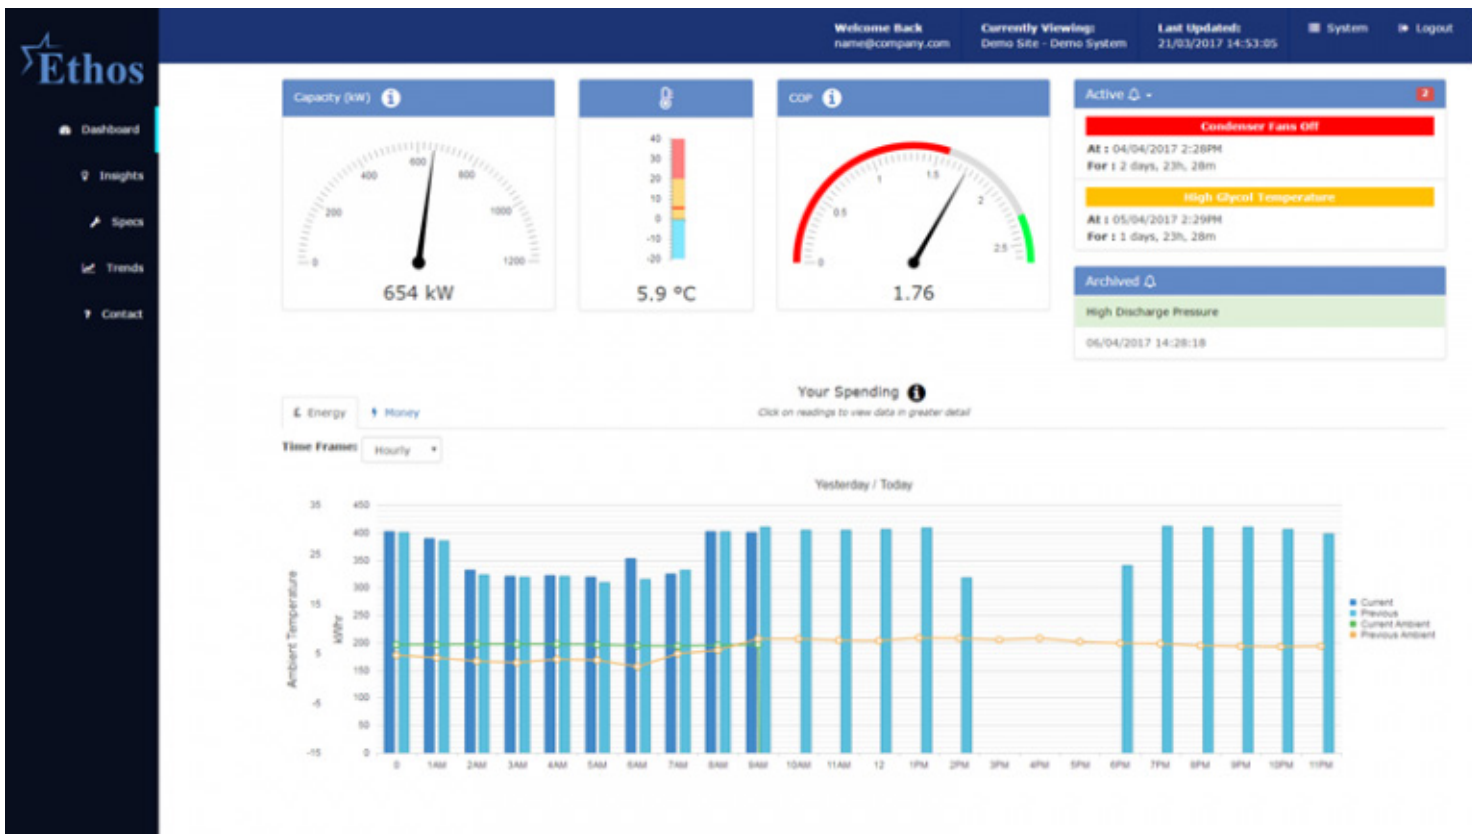 Ethos
Dashboard
Insights
Specs
Trends
Contact
Welcome Back
name@company.com
Currently Viewing:
Demo Site - Demo System
Last Updated:
21/03/2017 14:53:05
System
Logout
Capacity (kW)
0
200
400
600
800
1000
1200
654 kW
40
30
20
10
0
-10
-20
5.9 °C
COP
0
0.5
1
1.5
2
2.5
1.76
Active
2
Condenser Fans Off
At : 04/04/2017 2:28PM
For : 2 days, 23h, 28m
High Glycol Temperature
At : 05/04/2017 2:29PM
For : 1 days, 23h, 28m
Archived
High Discharge Pressure
06/04/2017 14:28:18
Your Spending
Click on readings to view data in greater detail
£ Energy
Money
Time Frame:
Hourly
Yesterday / Today
Ambient Temperature
35
25
15
5
-5
-15
kWhr
450
400
350
300
250
200
150
100
50
0
0 1AM 2AM 3AM 4AM 5AM 6AM 7AM 8AM 9AM 10AM 11AM 12 1PM 2PM 3PM 4PM 5PM 6PM 7PM 8PM 9PM 10PM 11PM
Current
Previous
Current Ambient
Previous Ambient